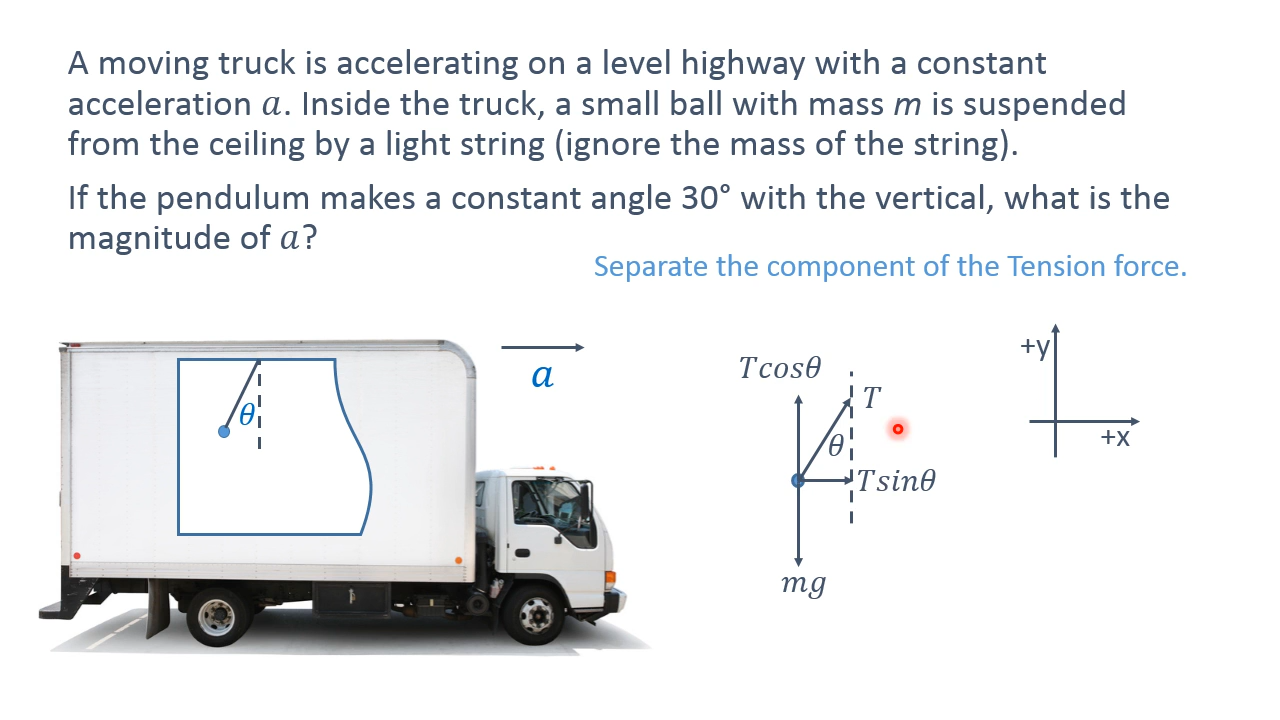 A moving truck is accelerating on a level highway with a constant
acceleration a. Inside the truck, a small ball with mass m is suspended
from the ceiling by a light string (ignore the mass of the string).
If the pendulum makes a constant angle 30° with the vertical, what is the
magnitude of a?
Separate the component of the Tension force.
a
θ
Tcosθ
T
θ
Tsinθ
mg
+y
+x